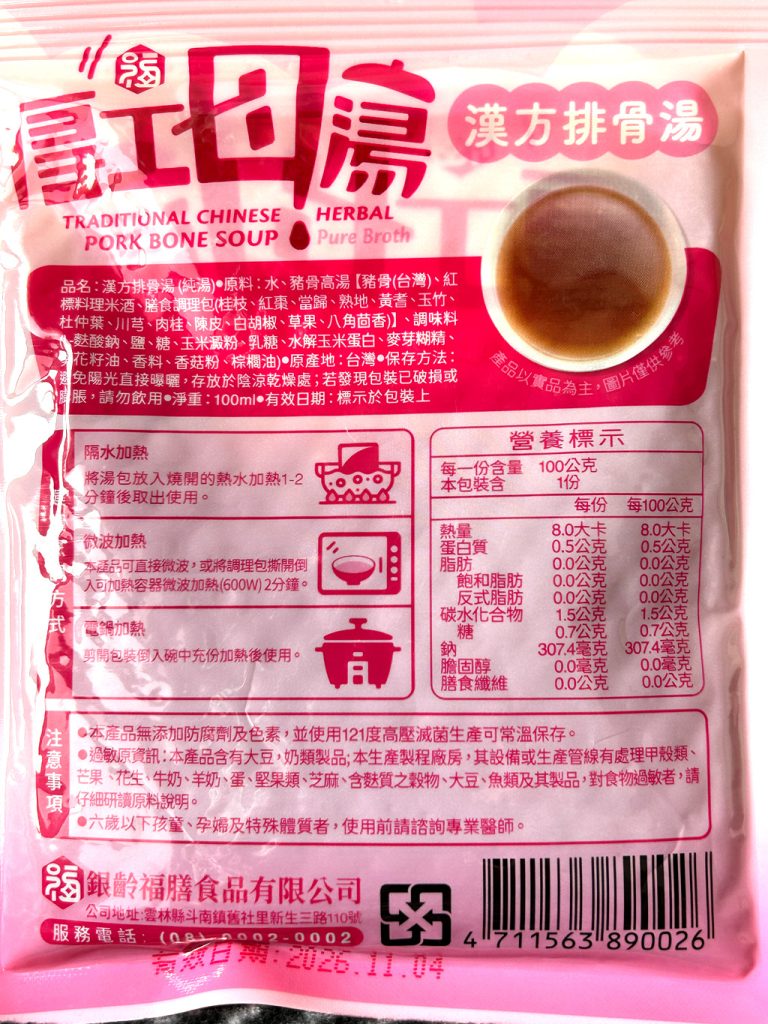 福
湯
漢方排骨湯
TRADITIONAL CHINESE HERBAL
PORK BONE SOUP Pure Broth
品名：漢方排骨湯(純湯)●原料：水、豬骨高湯【豬骨(台灣)、紅
標料理米酒、膳食調理包(桂枝、紅棗、當歸、熟地、黃耆、玉竹、
杜仲葉、川芎、肉桂、陳皮、白胡椒、草果、八角茴香)】、調味料
(L-麩酸鈉、鹽、糖、玉米澱粉、乳糖、水解玉米蛋白、麥芽糊精、
花籽油、香料、香菇粉、棕櫚油)●原產地：台灣●保存方法：
避免陽光直接曝曬，存放於陰涼乾燥處；若發現包裝已破損或
膨脹，請勿飲用●淨重：100ml●有效日期：標示於包裝上
產品以實品為主，圖片僅供參考
方式
隔水加熱
將湯包放入燒開的熱水加熱1-2
分鐘後取出使用。
微波加熱
本產品可直接微波，或將調理包撕開倒
入可加熱容器微波加熱(600W)2分鐘。
電鍋加熱
剪開包裝倒入碗中充份加熱後使用。
營養標示
每一份含量 100公克
本包裝含 1份
每份 每100公克
熱量 8.0大卡 8.0大卡
蛋白質 0.5公克 0.5公克
脂肪 0.0公克 0.0公克
飽和脂肪 0.0公克 0.0公克
反式脂肪 0.0公克 0.0公克
碳水化合物 1.5公克 1.5公克
糖 0.7公克 0.7公克
鈉 307.4毫克 307.4毫克
膽固醇 0.0毫克 0.0毫克
膳食纖維 0.0公克 0.0公克
注意事項
●本產品無添加防腐劑及色素，並使用121度高壓滅菌生產可常溫保存。
●過敏原資訊：本產品含有大豆，奶類製品；本生產製程廠房，其設備或生產管線有處理甲殼類、
芒果、花生、牛奶、羊奶、蛋、堅果類、芝麻、含麩質之穀物、大豆、魚類及其製品，對食物過敏者，請
仔細研讀原料說明。
●六歲以下孩童、孕婦及特殊體質者，使用前請諮詢專業醫師。
福 銀齡福膳食品有限公司
公司地址：雲林縣斗南鎮舊社里新生三路110號
服務電話：
4 711563 890026
有效日期：2026.11.04